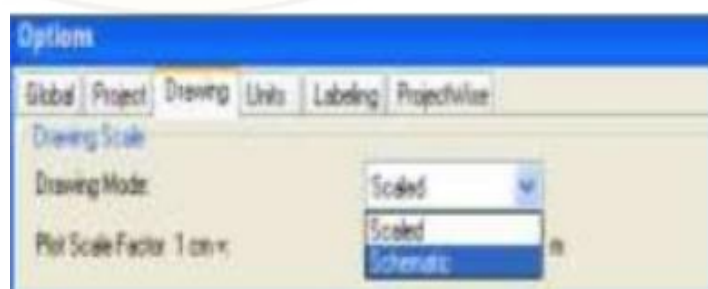 Options
Global Project Drawing Units Labeling ProjectWise
Drawing Scale
Drawing Mode: Scaled
Scaled
Plot Scale Factor 1 cm =: m
Schematic